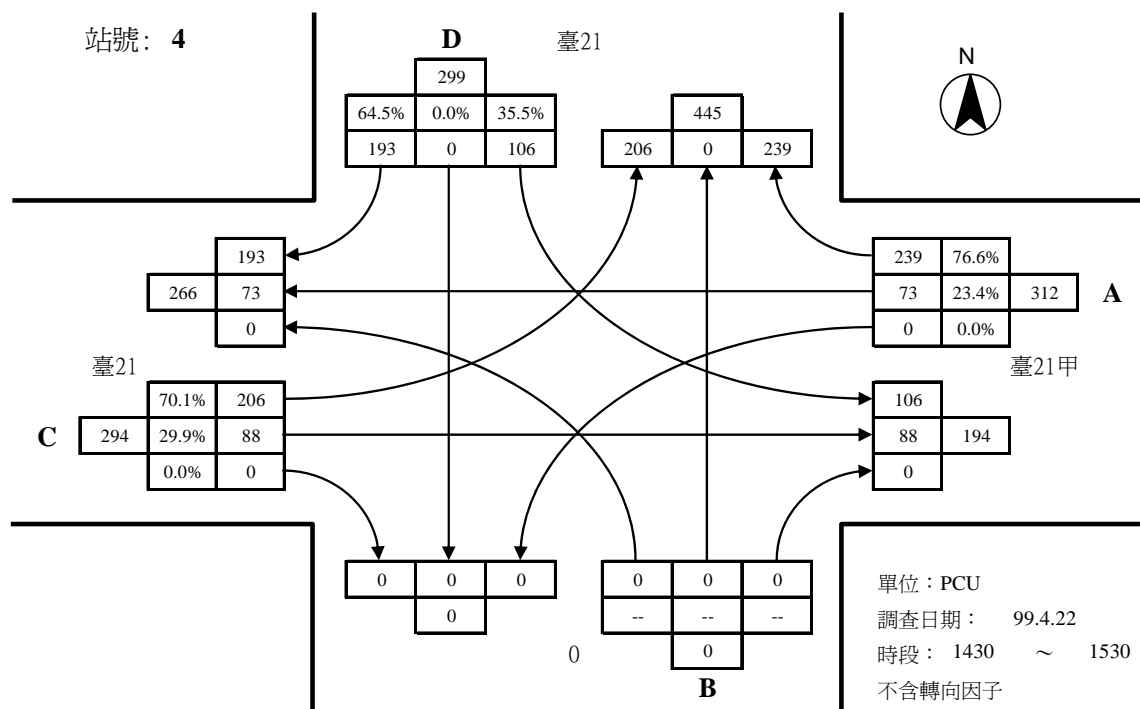 站號: 4
D
臺21
N
299
64.5% 0.0% 35.5%
193 0 106
445
206 0 239
193
266 73
0
239 76.6%
73 23.4% 312
0 0.0%
A
臺21
臺21甲
70.1% 206
C
294 29.9% 88
0.0% 0
106
88 194
0
0 0 0
0
0 0 0
-- -- --
0
0
B
單位：PCU
調查日期： 99.4.22
時段： 1430 ～ 1530
不含轉向因子